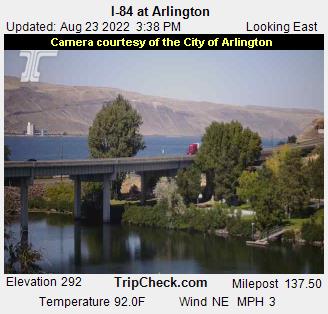 I-84 at Arlington
Updated: Aug 23 2022  3:38 PM Looking East
Camera courtesy of the City of Arlington
Elevation 292 TripCheck.com Milepost 137.50
Temperature 92.0F Wind NE MPH 3